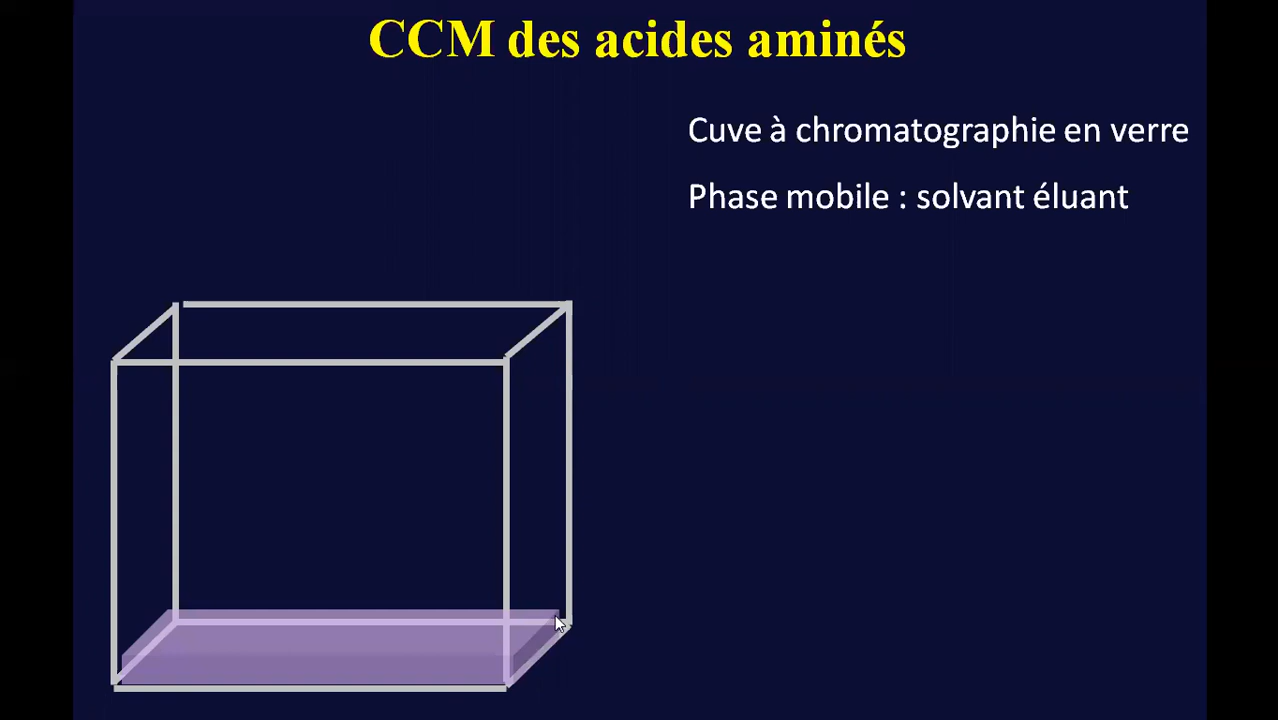 CCM des acides aminés
Cuve à chromatographie en verre
Phase mobile : solvant éluant